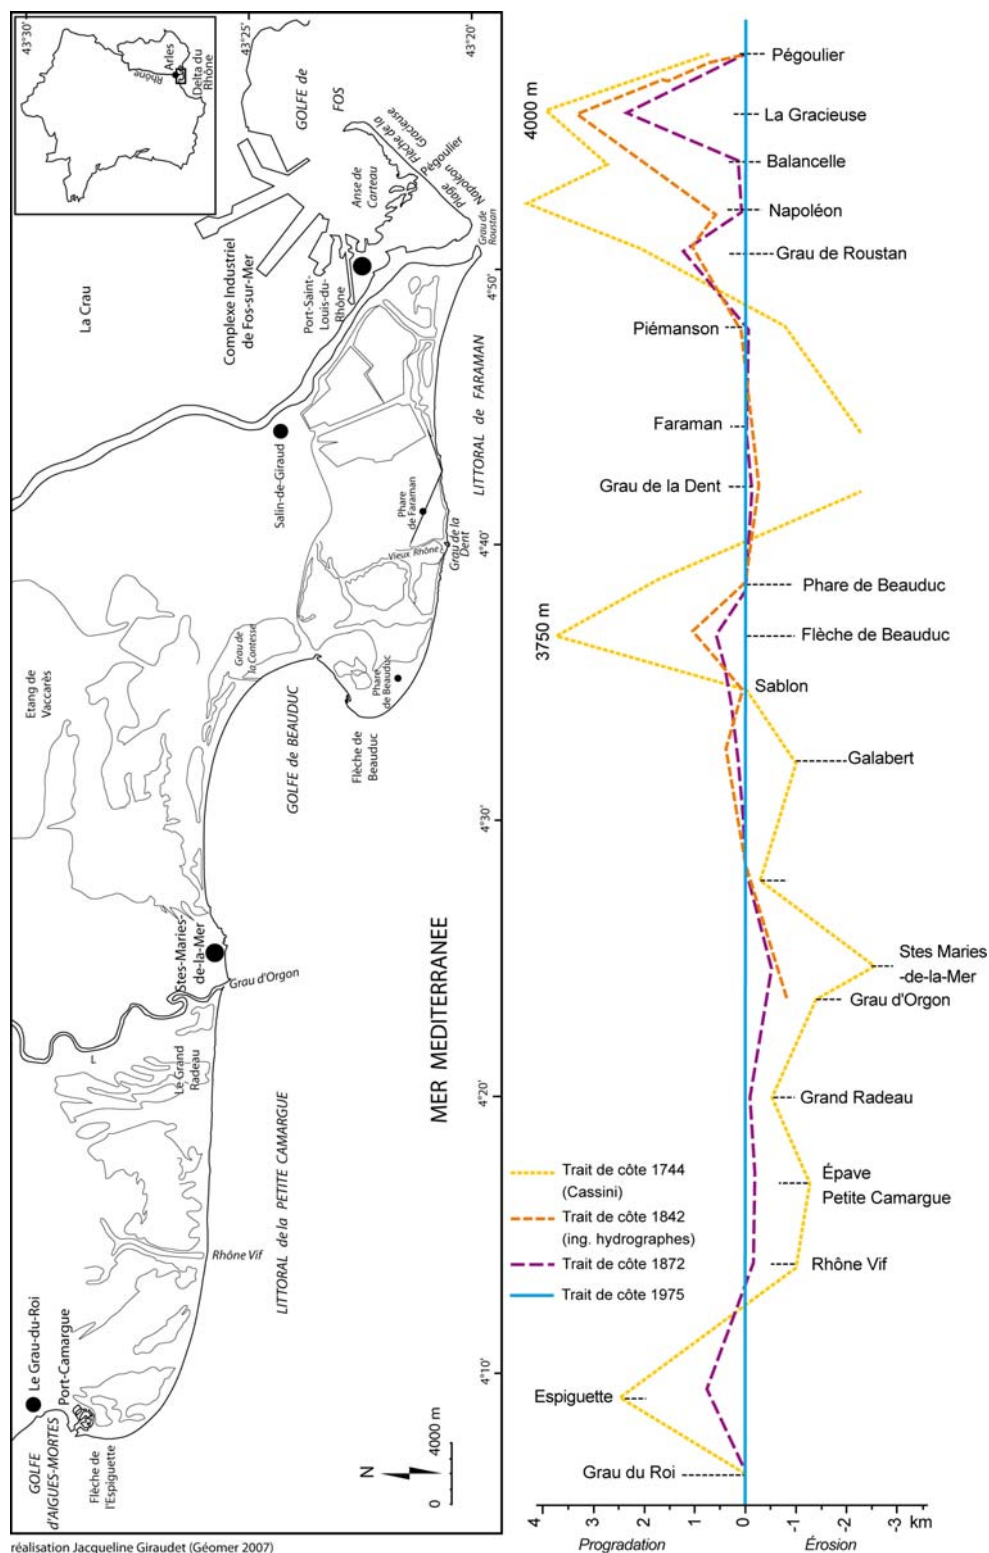 43°30
43°25
43°20
Rhône
Arles
Delta du
Rhône
GOLFE DE
FOS
Flèche de la
Gracieuse
Pégoulier
Plage
Napoléon
Anse de
Carteau
Grau de
Roustan
La Crau
Complexe Industriel
de Fos-sur-Mer
Port-Saint-
Louis-du-
Rhône
4°50
LITTORAL de FARAMAN
Salin-de-Giraud
Phare
de Faraman
Vieux Rhône
Grau de la
Dent
4°40
Etang de
Vaccarès
Grau de
la Comtesse
GOLFE de BEAUDUC
Phare
de Beauduc
Flèche de
Beauduc
4°30
Stes-Maries-
de-la-Mer
Grau d'Orgon
MER MEDITERRANEE
L
Le Grand
Radeau
4°20
LITTORAL de la PETITE CAMARGUE
Rhône Vif
Le Grau-du-Roi
Port-Camargue
GOLFE
d'AIGUES-MORTES
Flèche de
l'Espiguette
4°10
N
0 4000 m
réalisation Jacqueline Giraudet (Géomer 2007)
4000 m
Pégoulier
La Gracieuse
Balancelle
Napoléon
Grau de Roustan
Piémanson
Faraman
Grau de la Dent
Phare de Beauduc
3750 m
Flèche de Beauduc
Sablon
Galabert
Stes Maries
-de-la-Mer
Grau d'Orgon
Grand Radeau
Épave
Petite Camargue
Rhône Vif
Espiguette
Grau du Roi
Trait de côte 1744
(Cassini)
Trait de côte 1842
(ing. hydrographes)
Trait de côte 1872
Trait de côte 1975
4 3 2 1 0 -1 -2 -3 km
Progradation Érosion